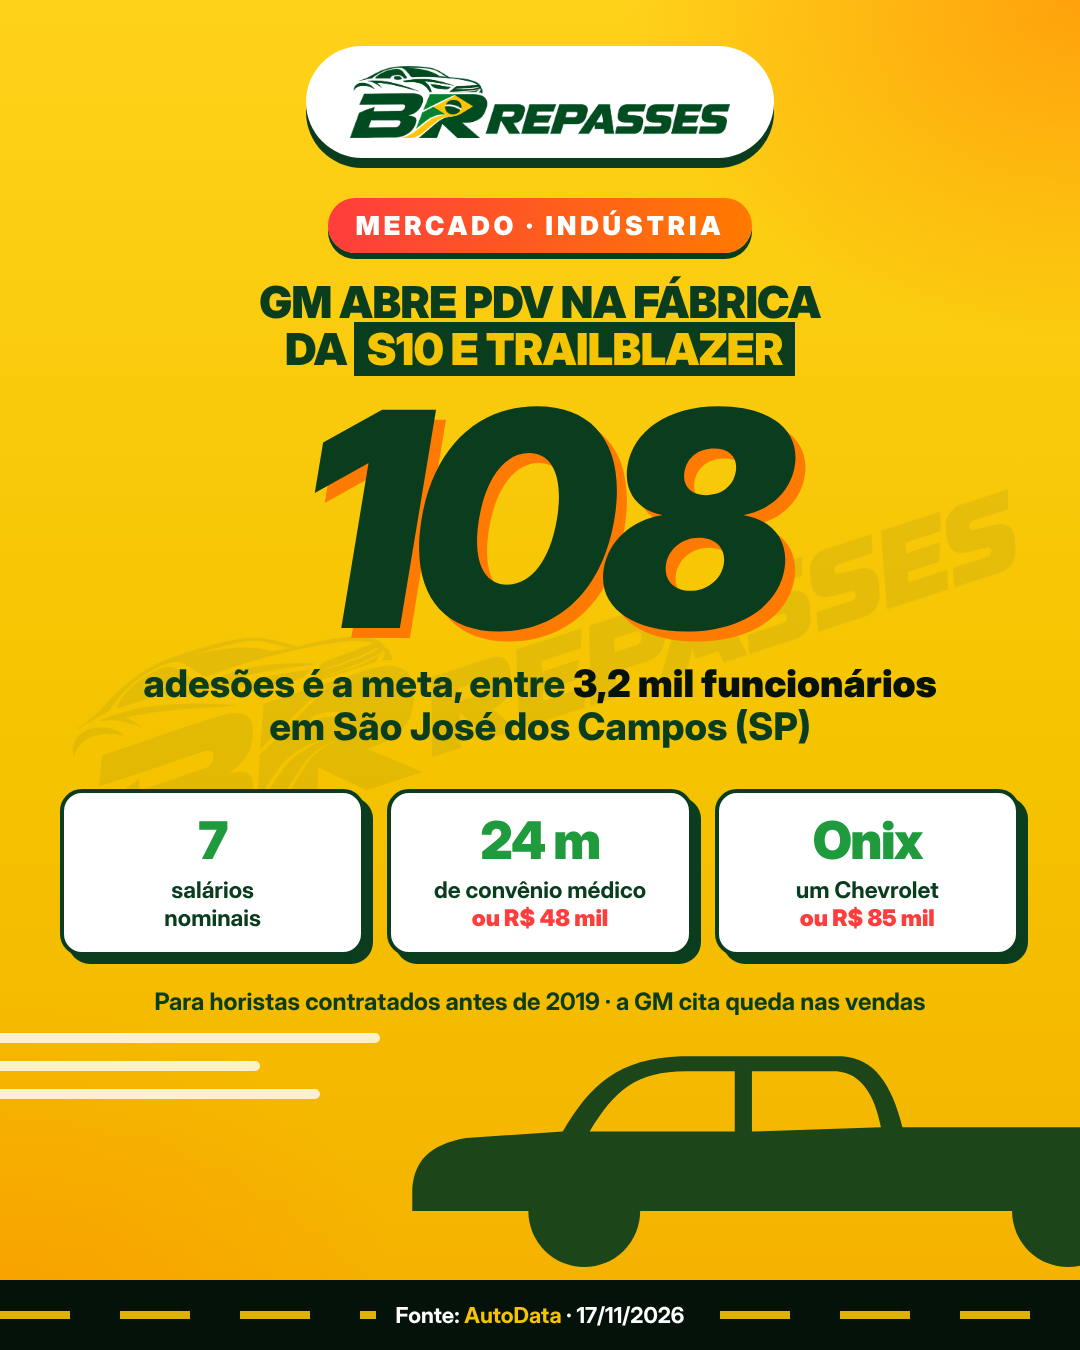 BR REPASSES
MERCADO · INDÚSTRIA
GM ABRE PDV NA FÁBRICA
DA S10 E TRAILBLAZER
108
adesões é a meta, entre 3,2 mil funcionários
em São José dos Campos (SP)
BR REPASSES
7
salários
nominais
24 m
de convênio médico
ou R$ 48 mil
Onix
um Chevrolet
ou R$ 85 mil
Para horistas contratados antes de 2019 · a GM cita queda nas vendas
Fonte: AutoData · 17/11/2026